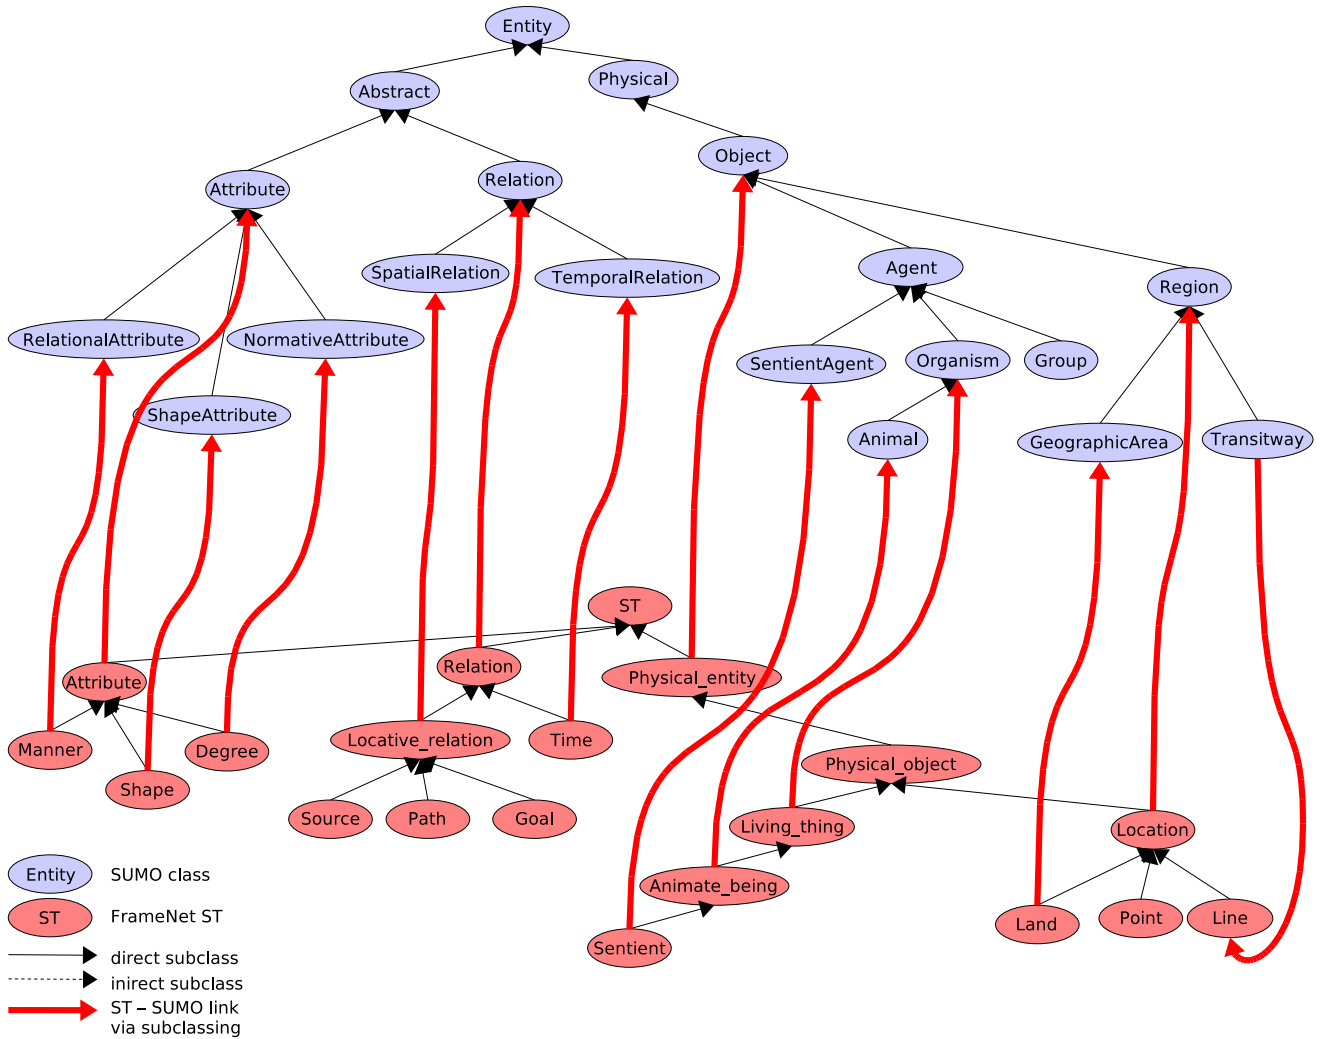 Entity
Physical
Abstract
Object
Attribute
Relation
SpatialRelation
TemporalRelation
Agent
Region
RelationalAttribute
NormativeAttribute
SentientAgent
Organism
Group
ShapeAttribute
Animal
GeographicArea
Transitway
ST
Relation
Attribute
Physical_entity
Manner
Degree
Locative_relation
Time
Physical_object
Shape
Source
Path
Goal
Living_thing
Location
Entity
SUMO class
Animate_being
ST
FrameNet ST
Land
Point
Line
Sentient
direct subclass
inirect subclass
ST – SUMO link
via subclassing